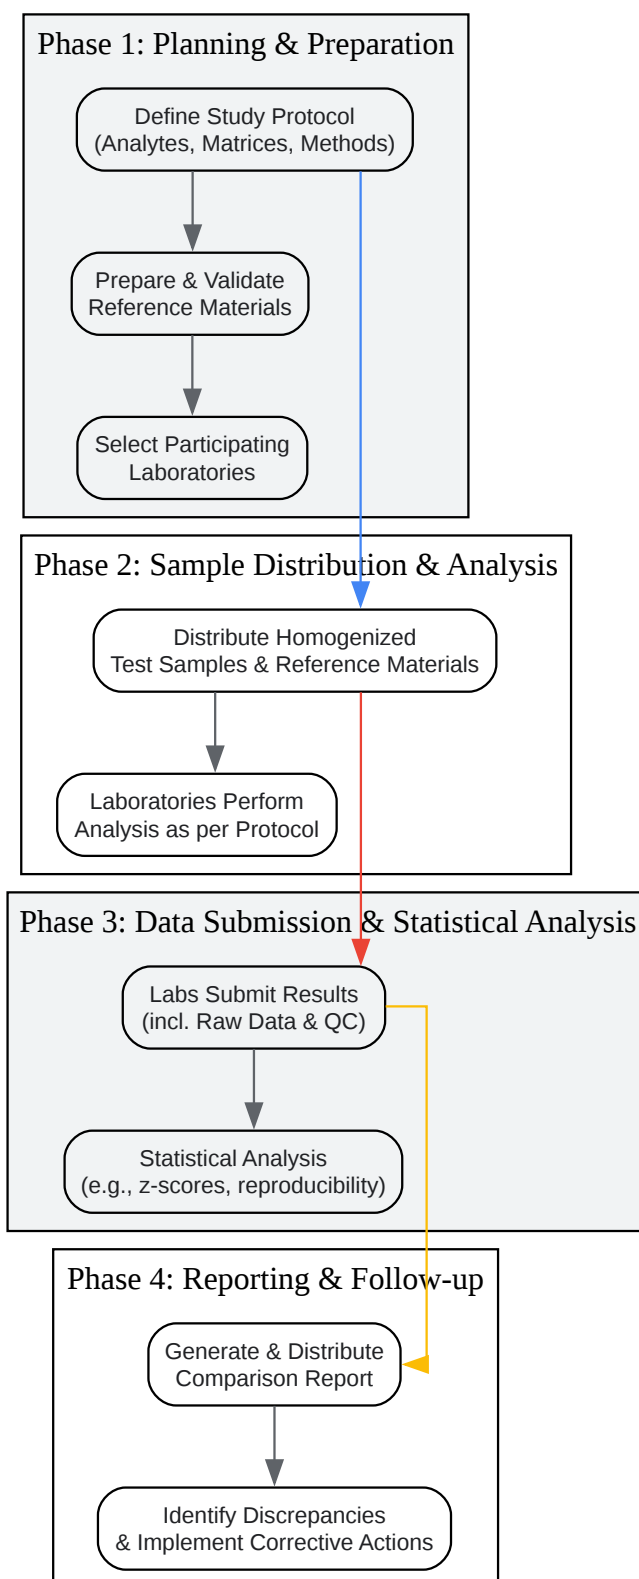 Phase 1: Planning & Preparation
Define Study Protocol
(Analytes, Matrices, Methods)
Prepare & Validate
Reference Materials
Select Participating
Laboratories
Phase 2: Sample Distribution & Analysis
Distribute Homogenized
Test Samples & Reference Materials
Laboratories Perform
Analysis as per Protocol
Phase 3: Data Submission & Statistical Analysis
Labs Submit Results
(incl. Raw Data & QC)
Statistical Analysis
(e.g., z-scores, reproducibility)
Phase 4: Reporting & Follow-up
Generate & Distribute
Comparison Report
Identify Discrepancies
& Implement Corrective Actions